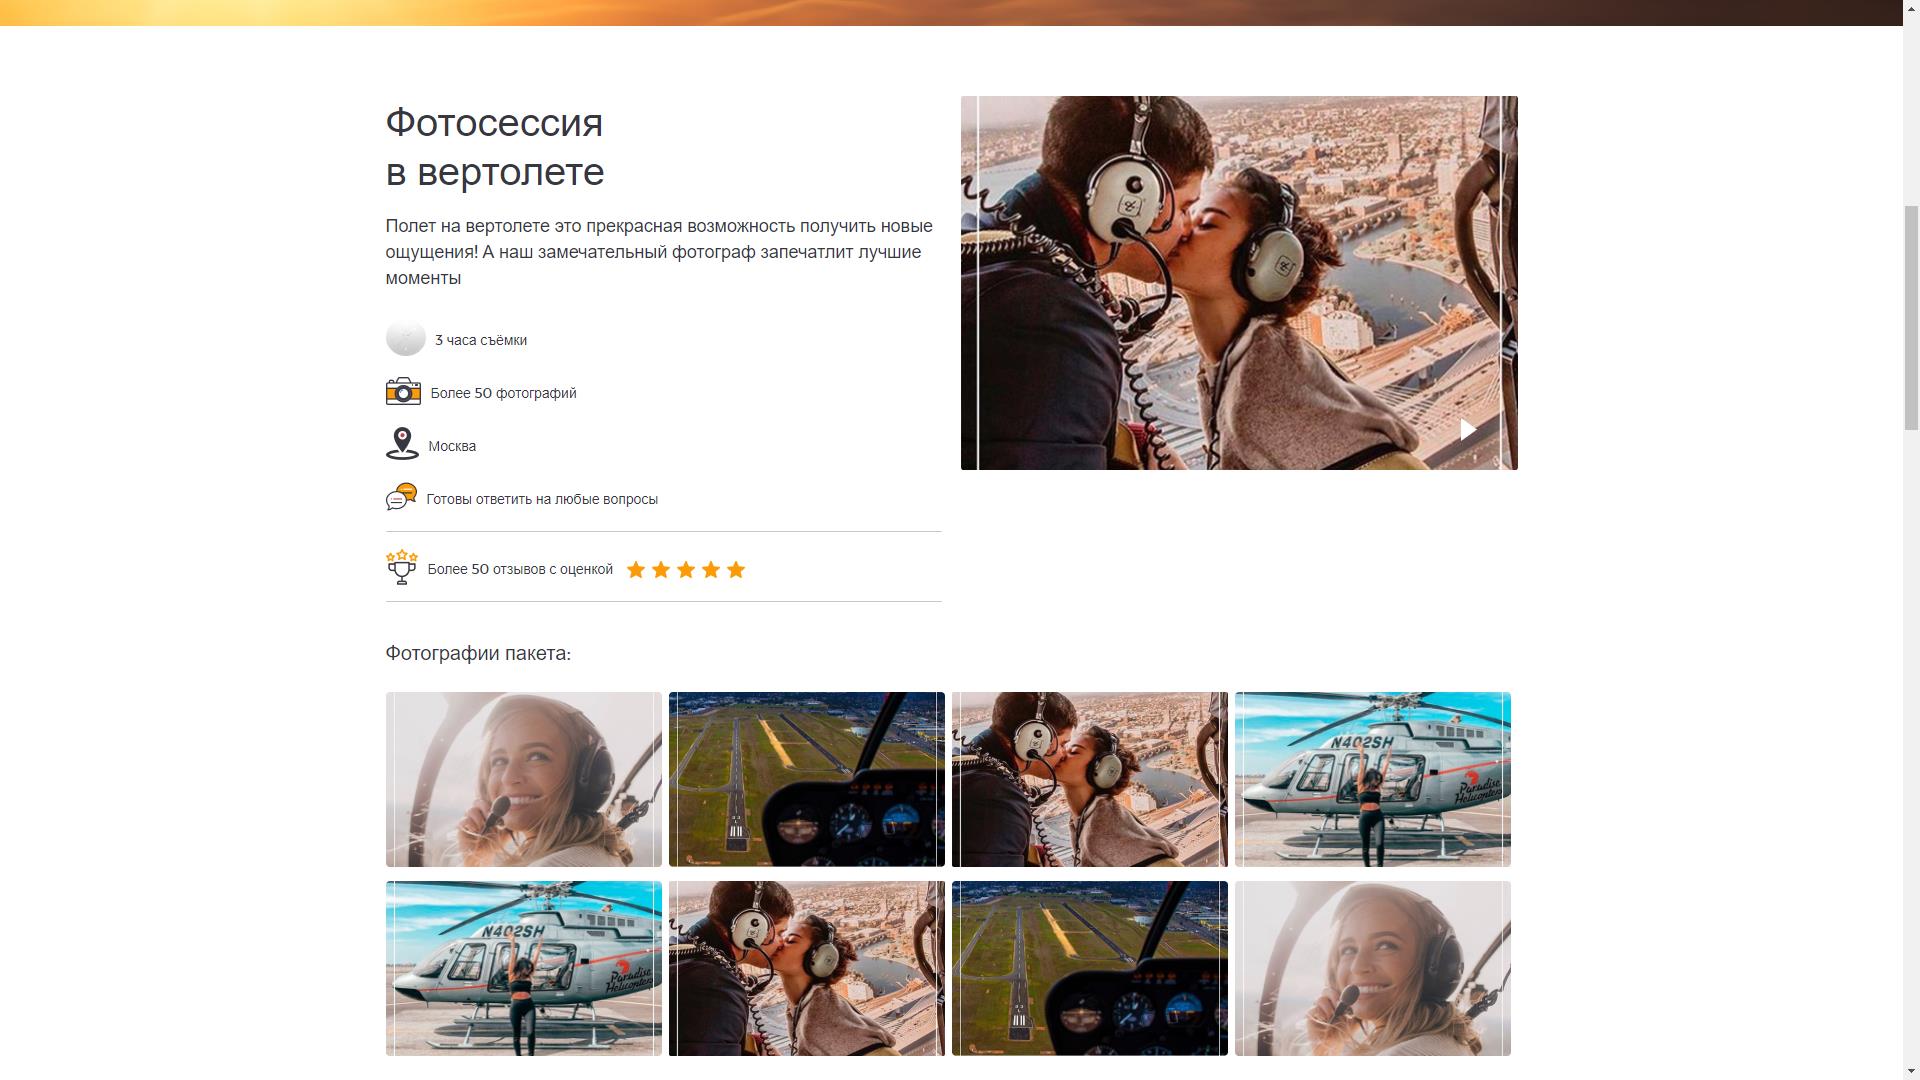 Фотосессия
в вертолете
Полет на вертолете это прекрасная возможность получить новые
ощущения! А наш замечательный фотограф запечатлит лучшие
моменты
3 часа съёмки
Более 50 фотографий
Москва
Готовы ответить на любые вопросы
Более 50 отзывов с оценкой
Фотографии пакета:
N402SH
Paradise
Helicopters
N402SH
Paradise
Helicopters